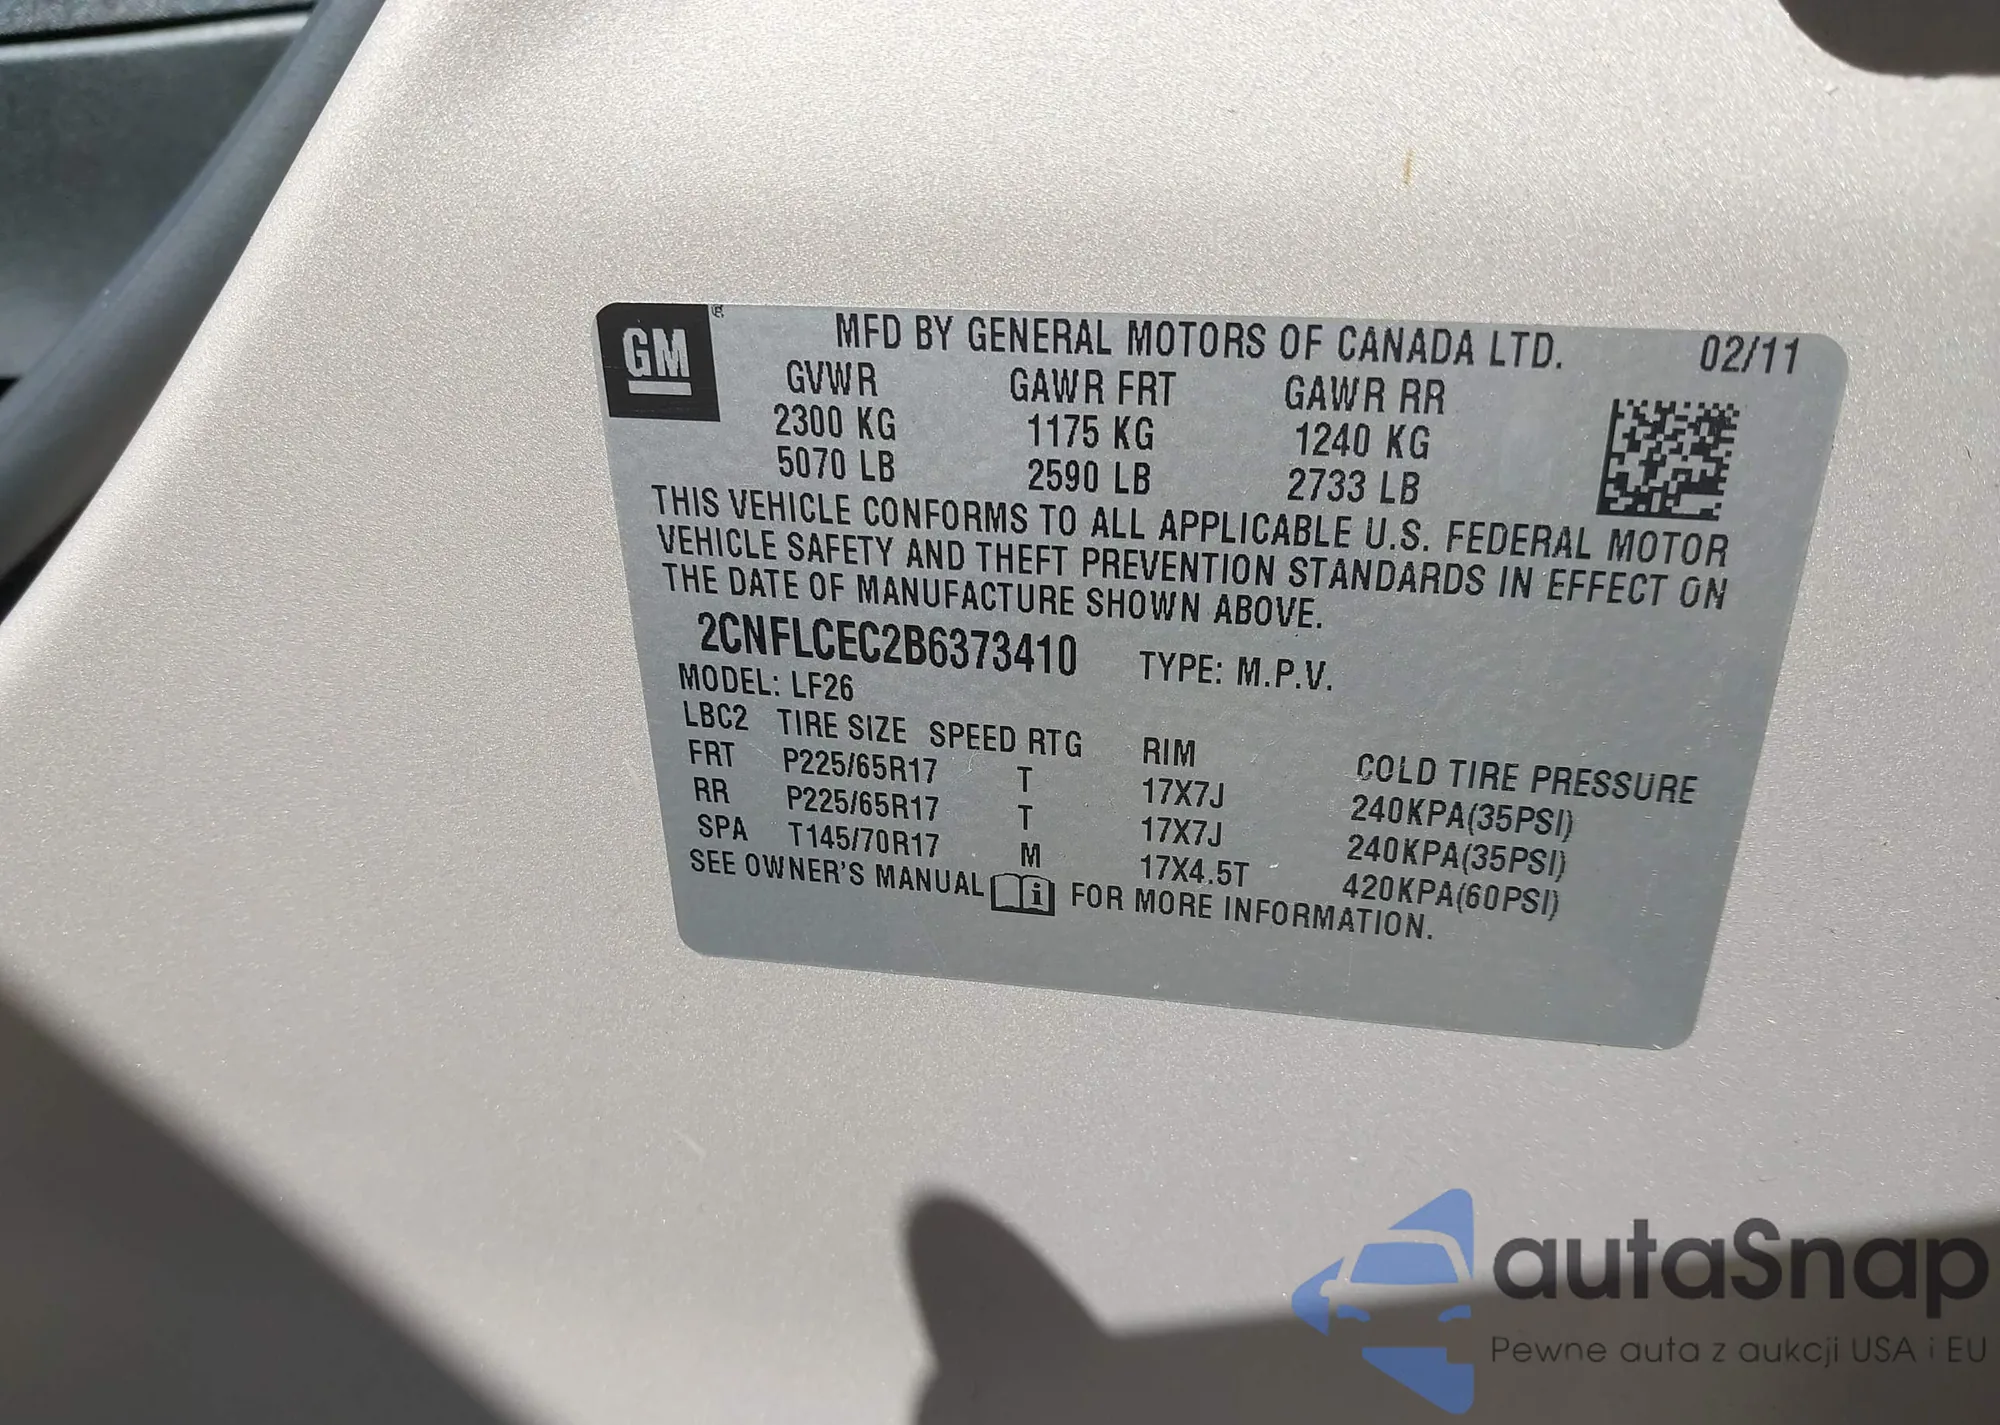 GM ®
MFD BY GENERAL MOTORS OF CANADA LTD. 02/11
GVWR GAWR FRT GAWR RR
2300 KG 1175 KG 1240 KG
5070 LB 2590 LB 2733 LB
THIS VEHICLE CONFORMS TO ALL APPLICABLE U.S. FEDERAL MOTOR
VEHICLE SAFETY AND THEFT PREVENTION STANDARDS IN EFFECT ON
THE DATE OF MANUFACTURE SHOWN ABOVE.
2CNFLCEC2B6373410 TYPE: M.P.V.
MODEL: LF26
LBC2 TIRE SIZE SPEED RTG RIM COLD TIRE PRESSURE
FRT P225/65R17 T 17X7J 240KPA(35PSI)
RR P225/65R17 T 17X7J 240KPA(35PSI)
SPA T145/70R17 M 17X4.5T 420KPA(60PSI)
SEE OWNER'S MANUAL i FOR MORE INFORMATION.
autaSnap
Pewne auta z aukcji USA i EU